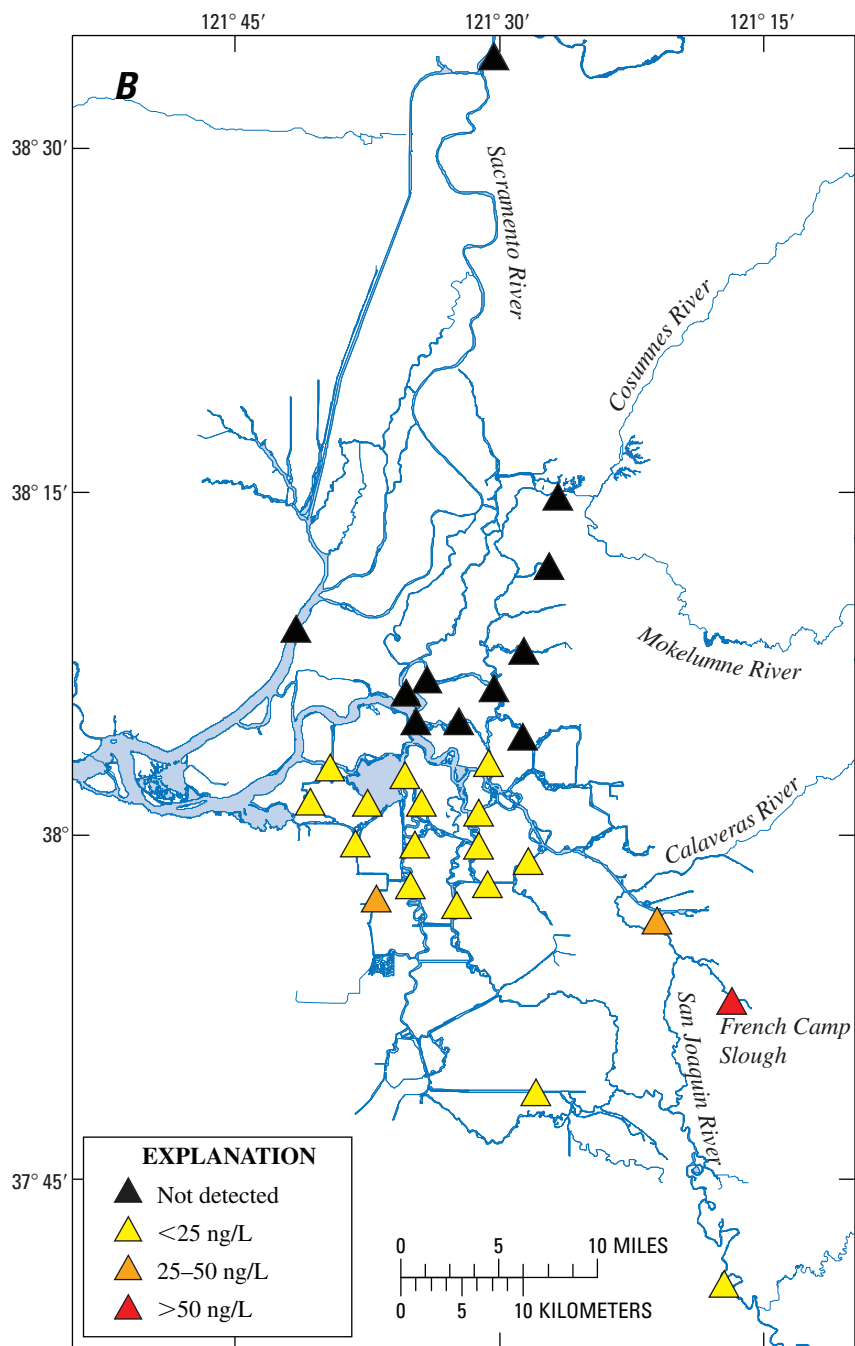 121° 45′
121° 30′
121° 15′
B
38° 30′
Sacramento River
Cosumnes River
38° 15′
Mokelumne River
38°
Calaveras River
San Joaquin River
French Camp
Slough
37° 45′
EXPLANATION
Not detected
<25 ng/L
25–50 ng/L
>50 ng/L
0 5 10 MILES
0 5 10 KILOMETERS